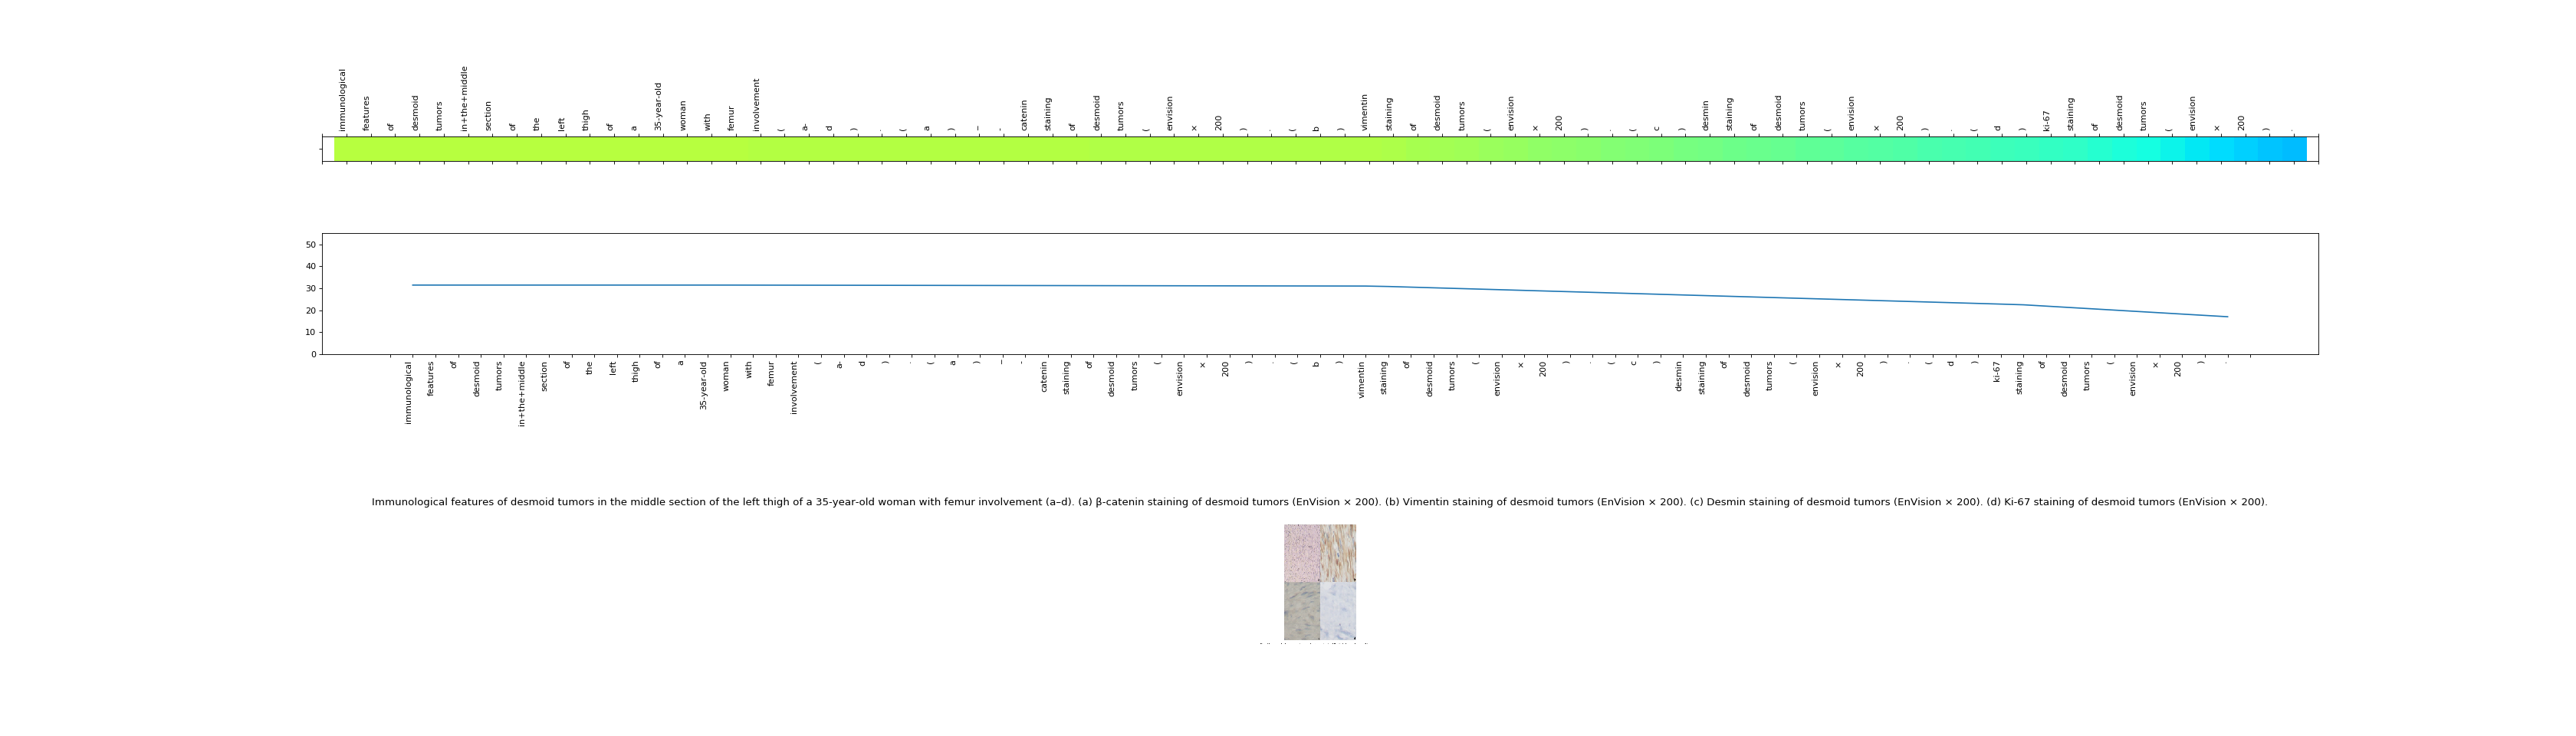 immunological features of desmoid tumors in+the+middle section of the left thigh of a 35-year-old woman with femur involvement ( a- d ) . ( a ) – - catenin staining of desmoid tumors ( envision × 200 ) . ( b ) vimentin staining of desmoid tumors ( envision × 200 ) . ( c ) desmin staining of desmoid tumors ( envision × 200 ) . ( d ) ki-67 staining of desmoid tumors ( envision × 200 ) .
50
40
30
20
10
0
immunological features of desmoid tumors in+the+middle section of the left thigh of a 35-year-old woman with femur involvement ( a- d ) . ( a ) – - catenin staining of desmoid tumors ( envision × 200 ) . ( b ) vimentin staining of desmoid tumors ( envision × 200 ) . ( c ) desmin staining of desmoid tumors ( envision × 200 ) . ( d ) ki-67 staining of desmoid tumors ( envision × 200 ) .
Immunological features of desmoid tumors in the middle section of the left thigh of a 35-year-old woman with femur involvement (a–d). (a) β-catenin staining of desmoid tumors (EnVision × 200). (b) Vimentin staining of desmoid tumors (EnVision × 200). (c) Desmin staining of desmoid tumors (EnVision × 200). (d) Ki-67 staining of desmoid tumors (EnVision × 200).